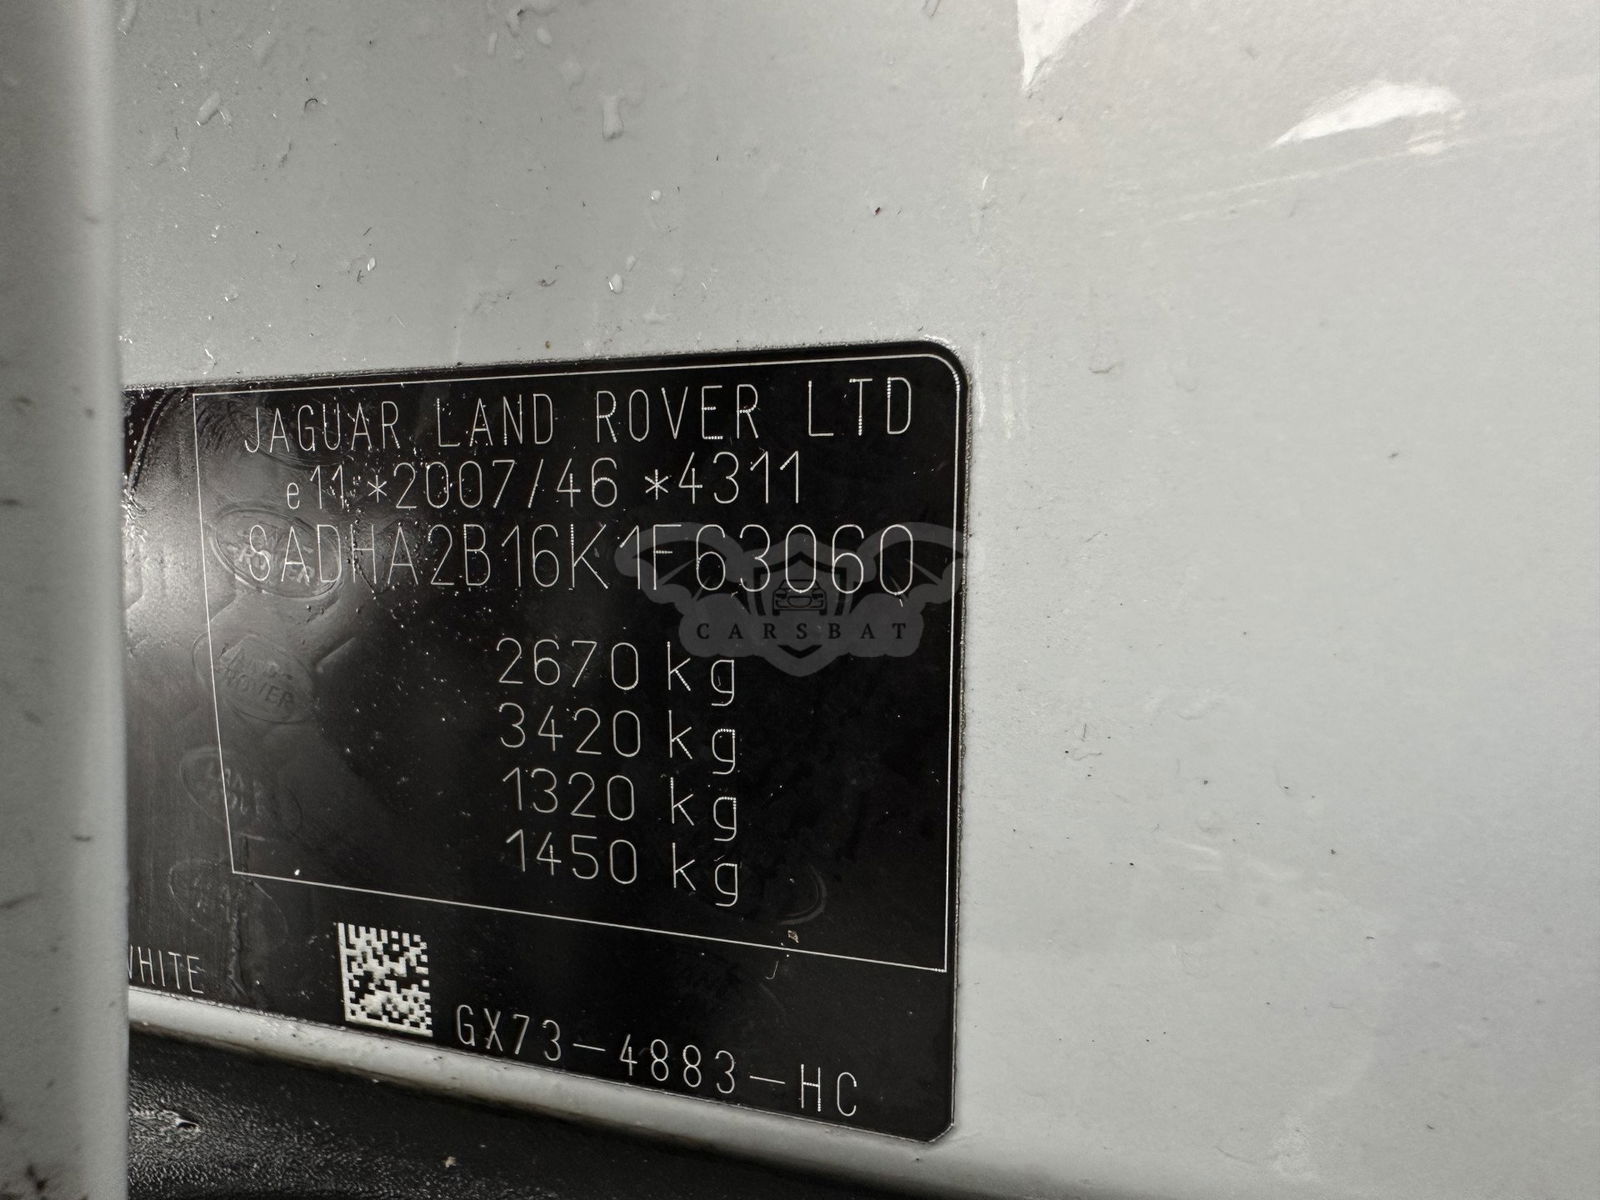 JAGUAR LAND ROVER LTD
e11*2007/46*4311
SADHA2B16K1F63060
CARSBAT
2670 kg
3420 kg
1320 kg
1450 kg
WHITE
GX73-4883-HC